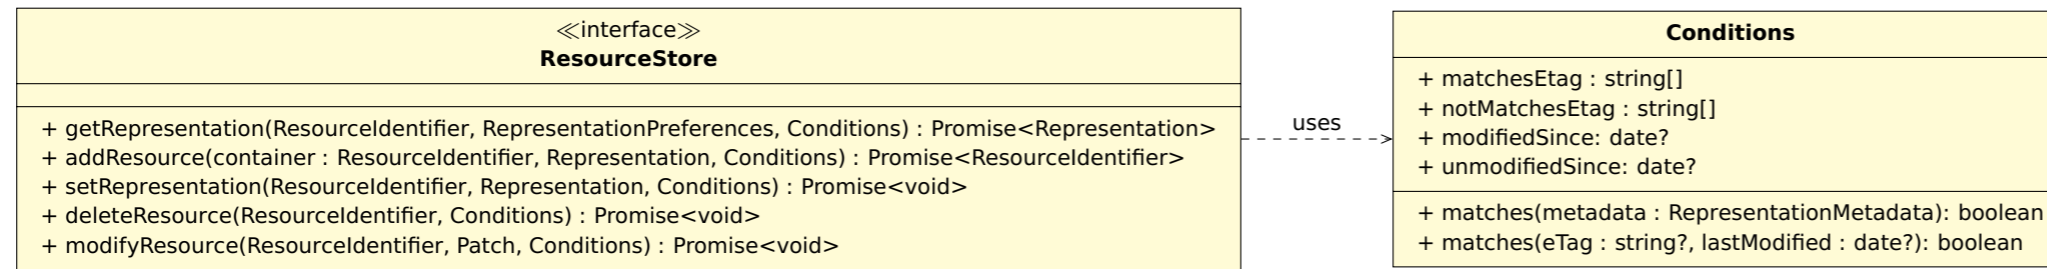 ≪interface≫
ResourceStore
+ getRepresentation(ResourceIdentifier, RepresentationPreferences, Conditions) : Promise<Representation>
+ addResource(container : ResourceIdentifier, Representation, Conditions) : Promise<ResourceIdentifier>
+ setRepresentation(ResourceIdentifier, Representation, Conditions) : Promise<void>
+ deleteResource(ResourceIdentifier, Conditions) : Promise<void>
+ modifyResource(ResourceIdentifier, Patch, Conditions) : Promise<void>
uses
Conditions
+ matchesEtag : string[]
+ notMatchesEtag : string[]
+ modifiedSince: date?
+ unmodifiedSince: date?
+ matches(metadata : RepresentationMetadata): boolean
+ matches(eTag : string?, lastModified : date?): boolean